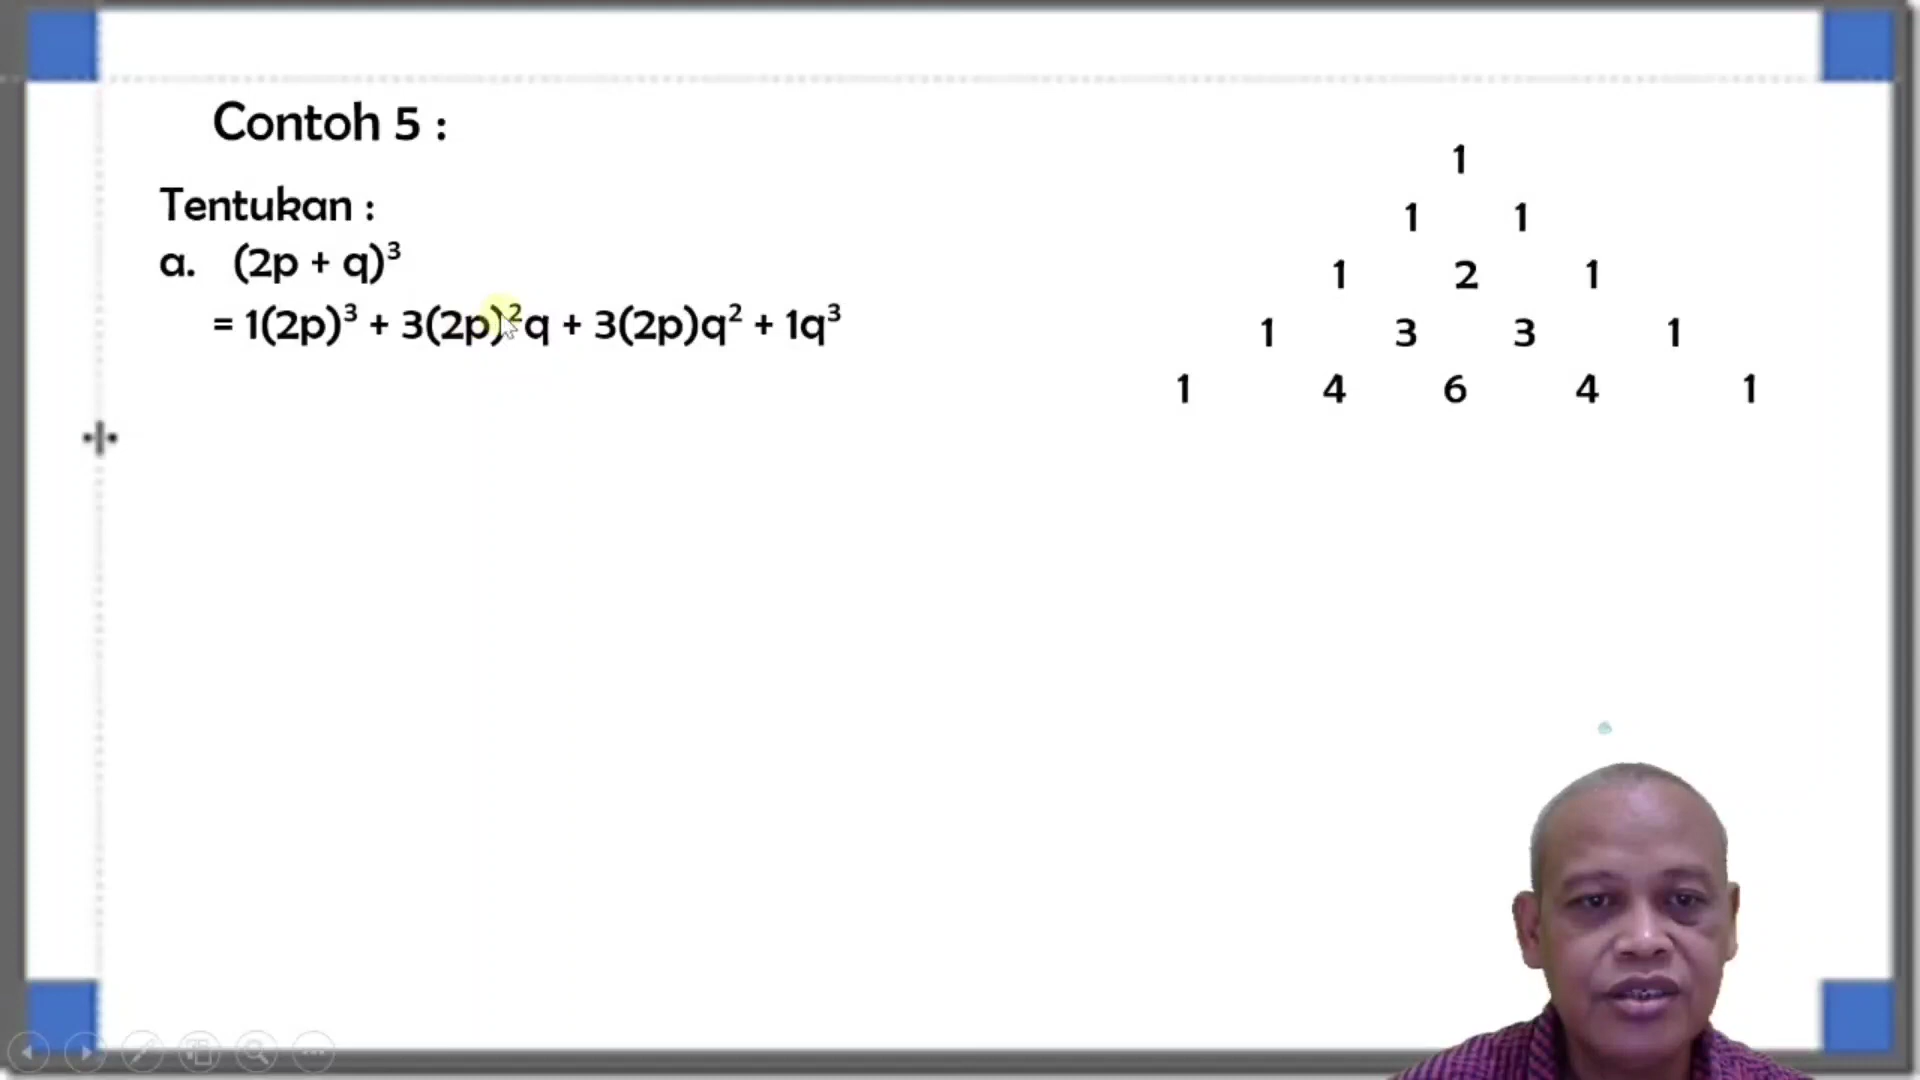 Contoh 5 :
Tentukan :
a. (2p + q)³
= 1(2p)³ + 3(2p)²q + 3(2p)q² + 1q³
1
1 1
1 2 1
1 3 3 1
1 4 6 4 1